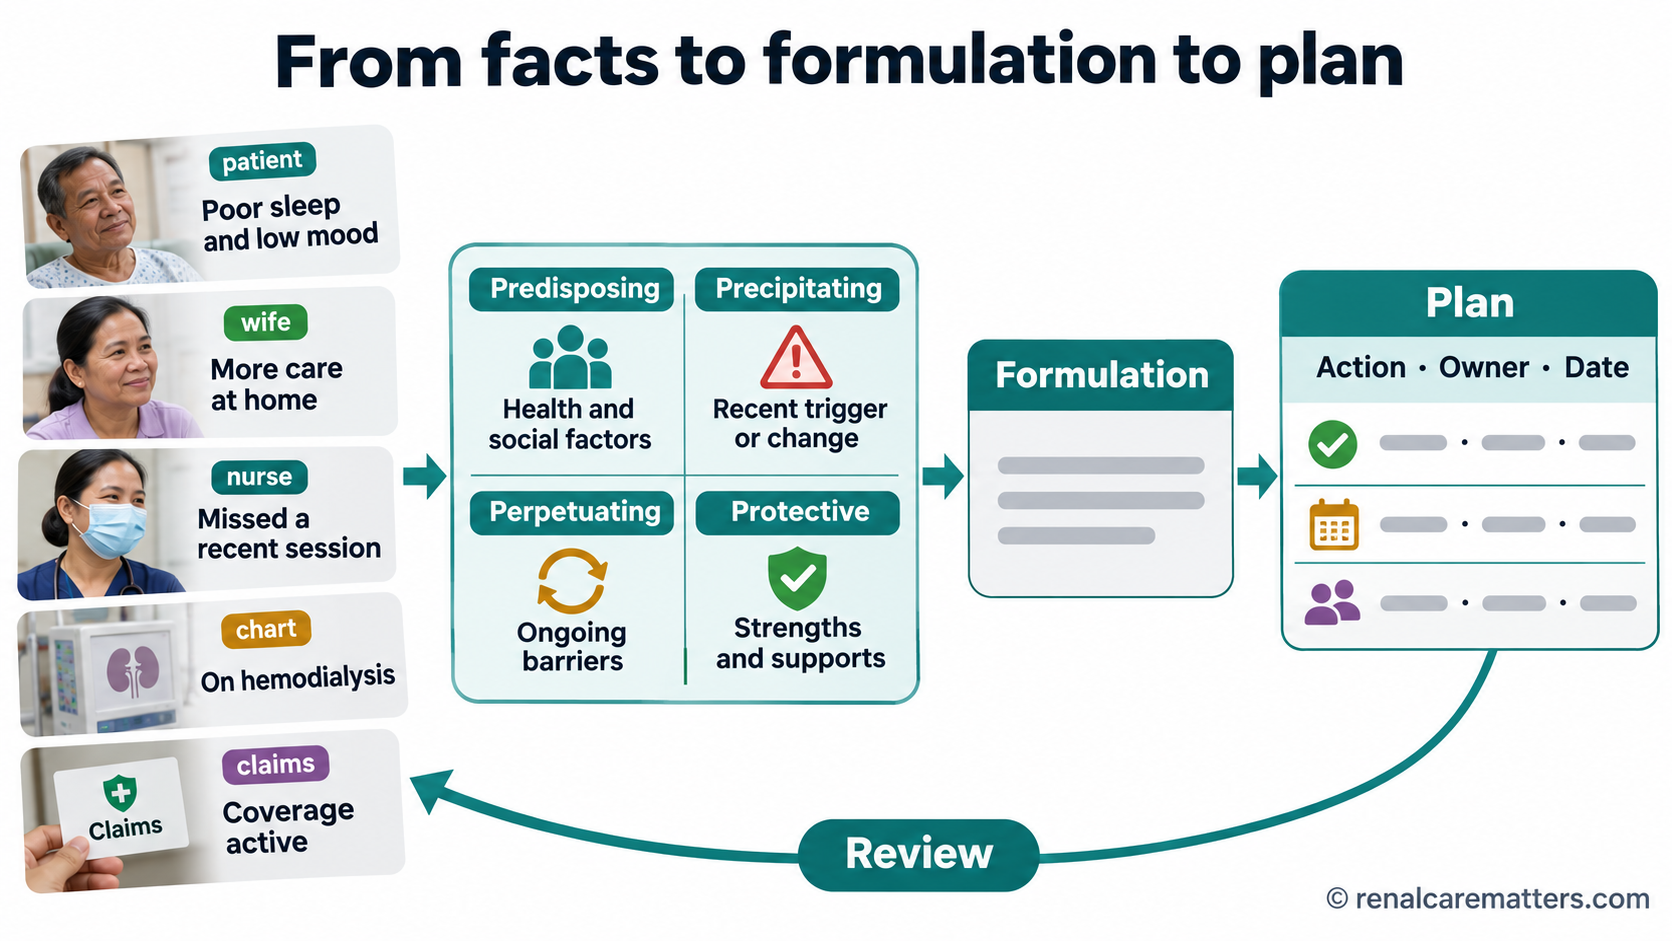 From facts to formulation to plan
patient
Poor sleep
and low mood
wife
More care
at home
nurse
Missed a
recent session
chart
On hemodialysis
Claims
claims
Coverage
active
Predisposing
Health and
social factors
Precipitating
Recent trigger
or change
Perpetuating
Ongoing
barriers
Protective
Strengths
and supports
Formulation
Plan
Action · Owner · Date
Review
© renalcarematters.com